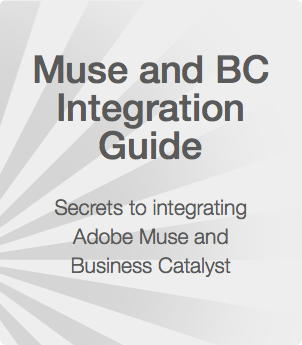 Muse and BC
Integration
Guide
Secrets to integrating
Adobe Muse and
Business Catalyst